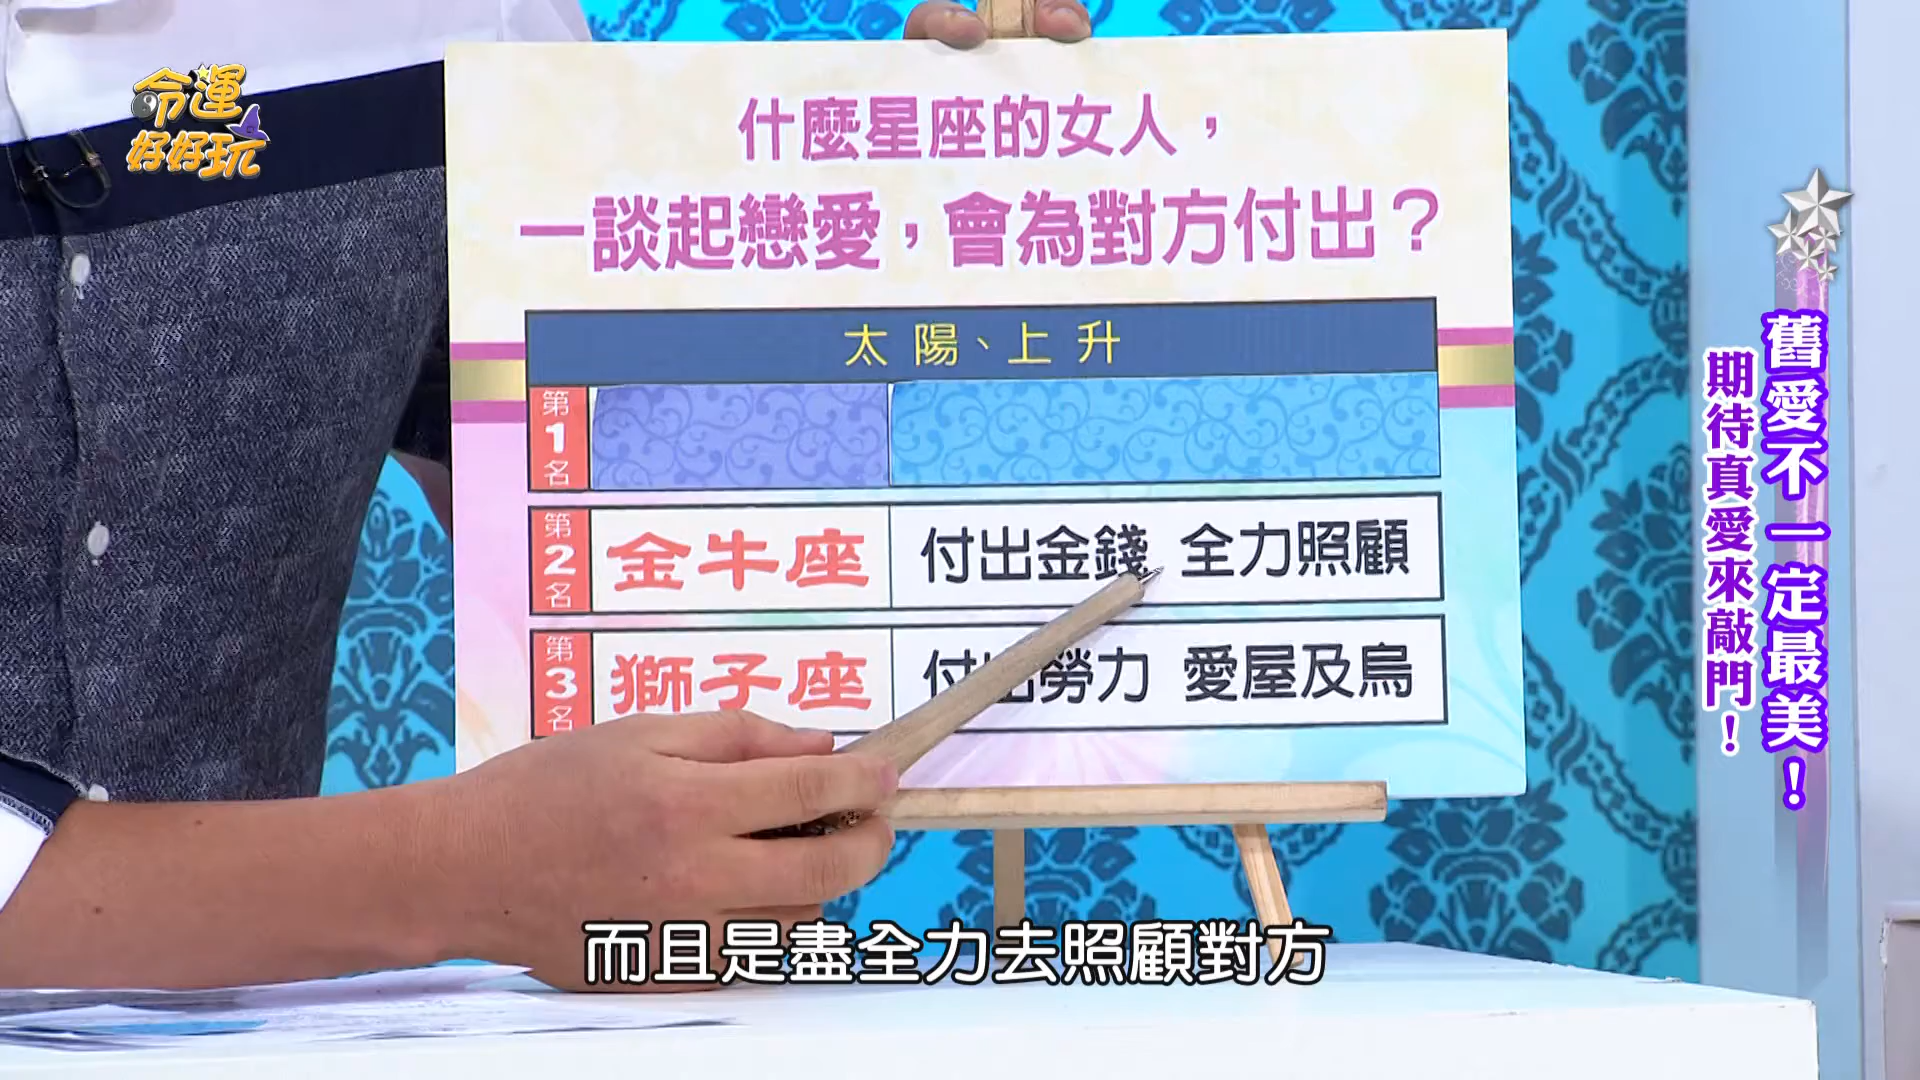 命運
好好玩
什麼星座的女人，
一談起戀愛，會為對方付出？
太陽、上升
第1名
第2名 金牛座 付出金錢 全力照顧
第3名 獅子座 付出勞力 愛屋及烏
舊愛不一定最美！
期待真愛來敲門！
而且是盡全力去照顧對方